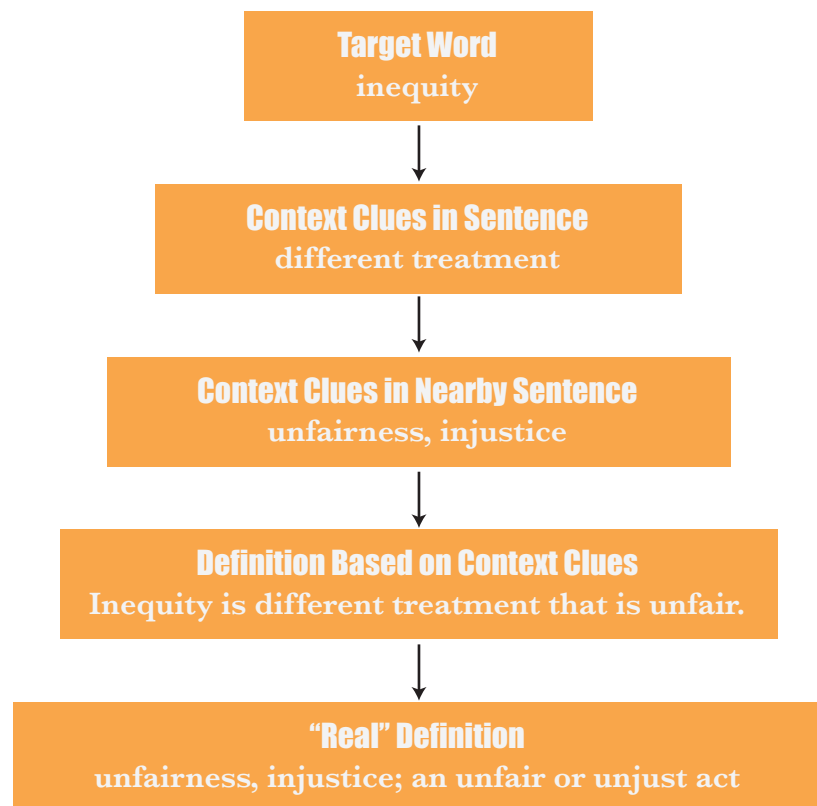 Target Word
inequity
Context Clues in Sentence
different treatment
Context Clues in Nearby Sentence
unfairness, injustice
Definition Based on Context Clues
Inequity is different treatment that is unfair.
“Real” Definition
unfairness, injustice; an unfair or unjust act